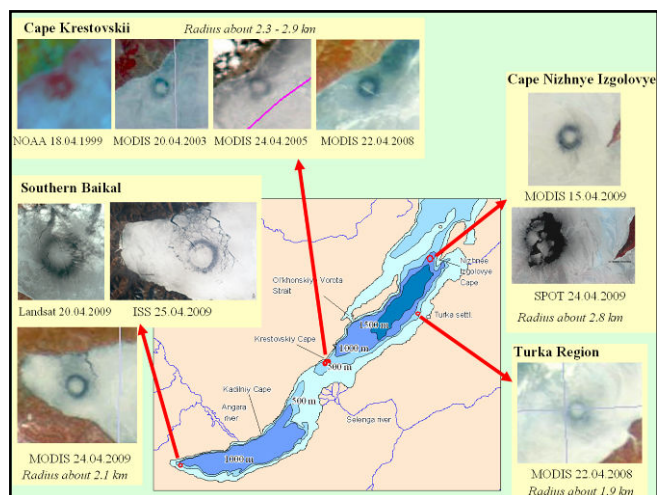 Cape Krestovskii
Radius about 2.3 - 2.9 km
NOAA 18.04.1999
MODIS 20.04.2003
MODIS 24.04.2005
MODIS 22.04.2008
Cape Nizhnye Izgolovye
MODIS 15.04.2009
SPOT 24.04.2009
Radius about 2.8 km
Southern Baikal
Landsat 20.04.2009
ISS 25.04.2009
MODIS 24.04.2009
Radius about 2.1 km
Nizhnee
Izgolovye
Cape
Ol'khonskiye Vorota
Strait
Turka settl.
Krestovskiy Cape
1000 m
500 m
Kadilniy Cape
500 m
Angara
river
Selenga river
1000 m
Turka Region
MODIS 22.04.2008
Radius about 1.9 km